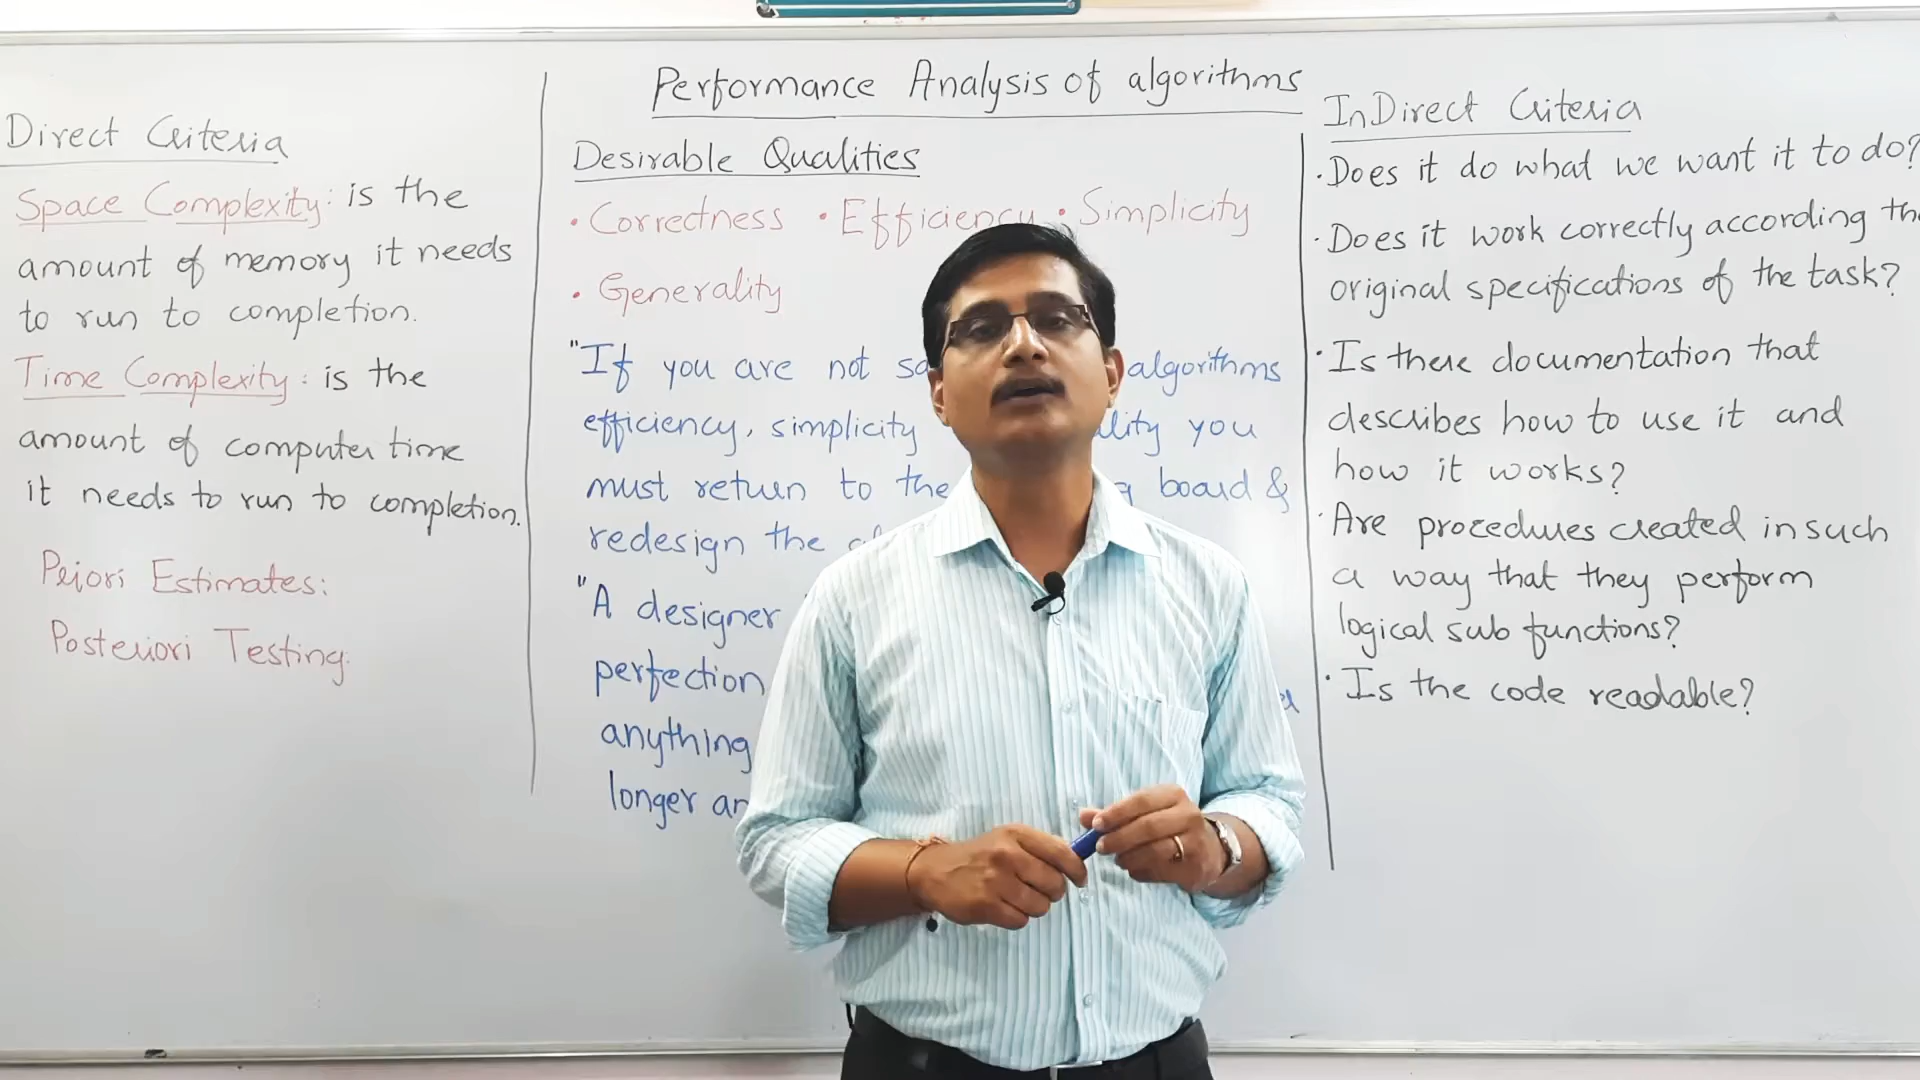 Performance Analysis of algorithms
Direct Criteria
Space Complexity: is the
amount of memory it needs
to run to completion.
Time Complexity: is the
amount of computer time
it needs to run to completion.
Priori Estimates:
Posteriori Testing.
Desirable Qualities
• Correctness • Efficiency • Simplicity
• Generality
"If you are not algorithms
efficiency, simplicity you
must return to the board &
redesign the
"A designer
perfection
anything
longer
InDirect Criteria
• Does it do what we want it to do?
• Does it work correctly according
original specifications of the task?
• Is there documentation that
describes how to use it and
how it works?
• Are procedures created in such
a way that they perform
logical sub functions?
• Is the code readable?